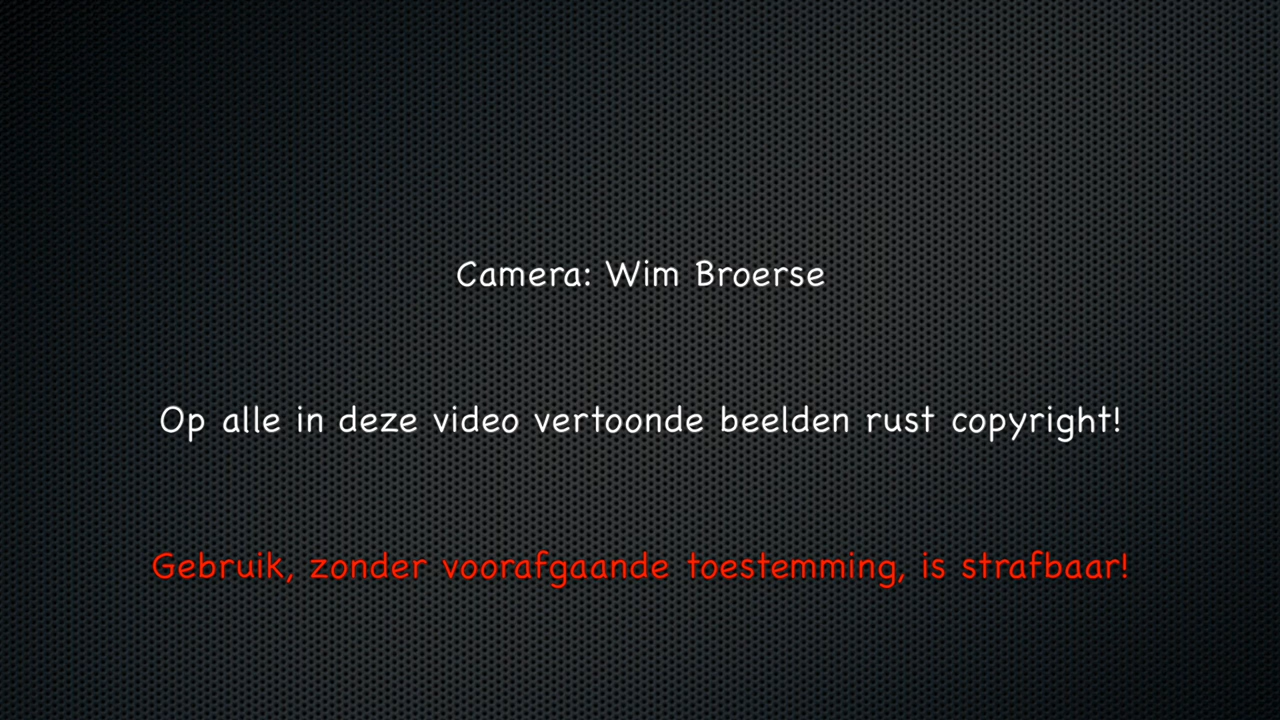 Camera: Wim Broerse
Op alle in deze video vertoonde beelden rust copyright!
Gebruik, zonder voorafgaande toestemming, is strafbaar!